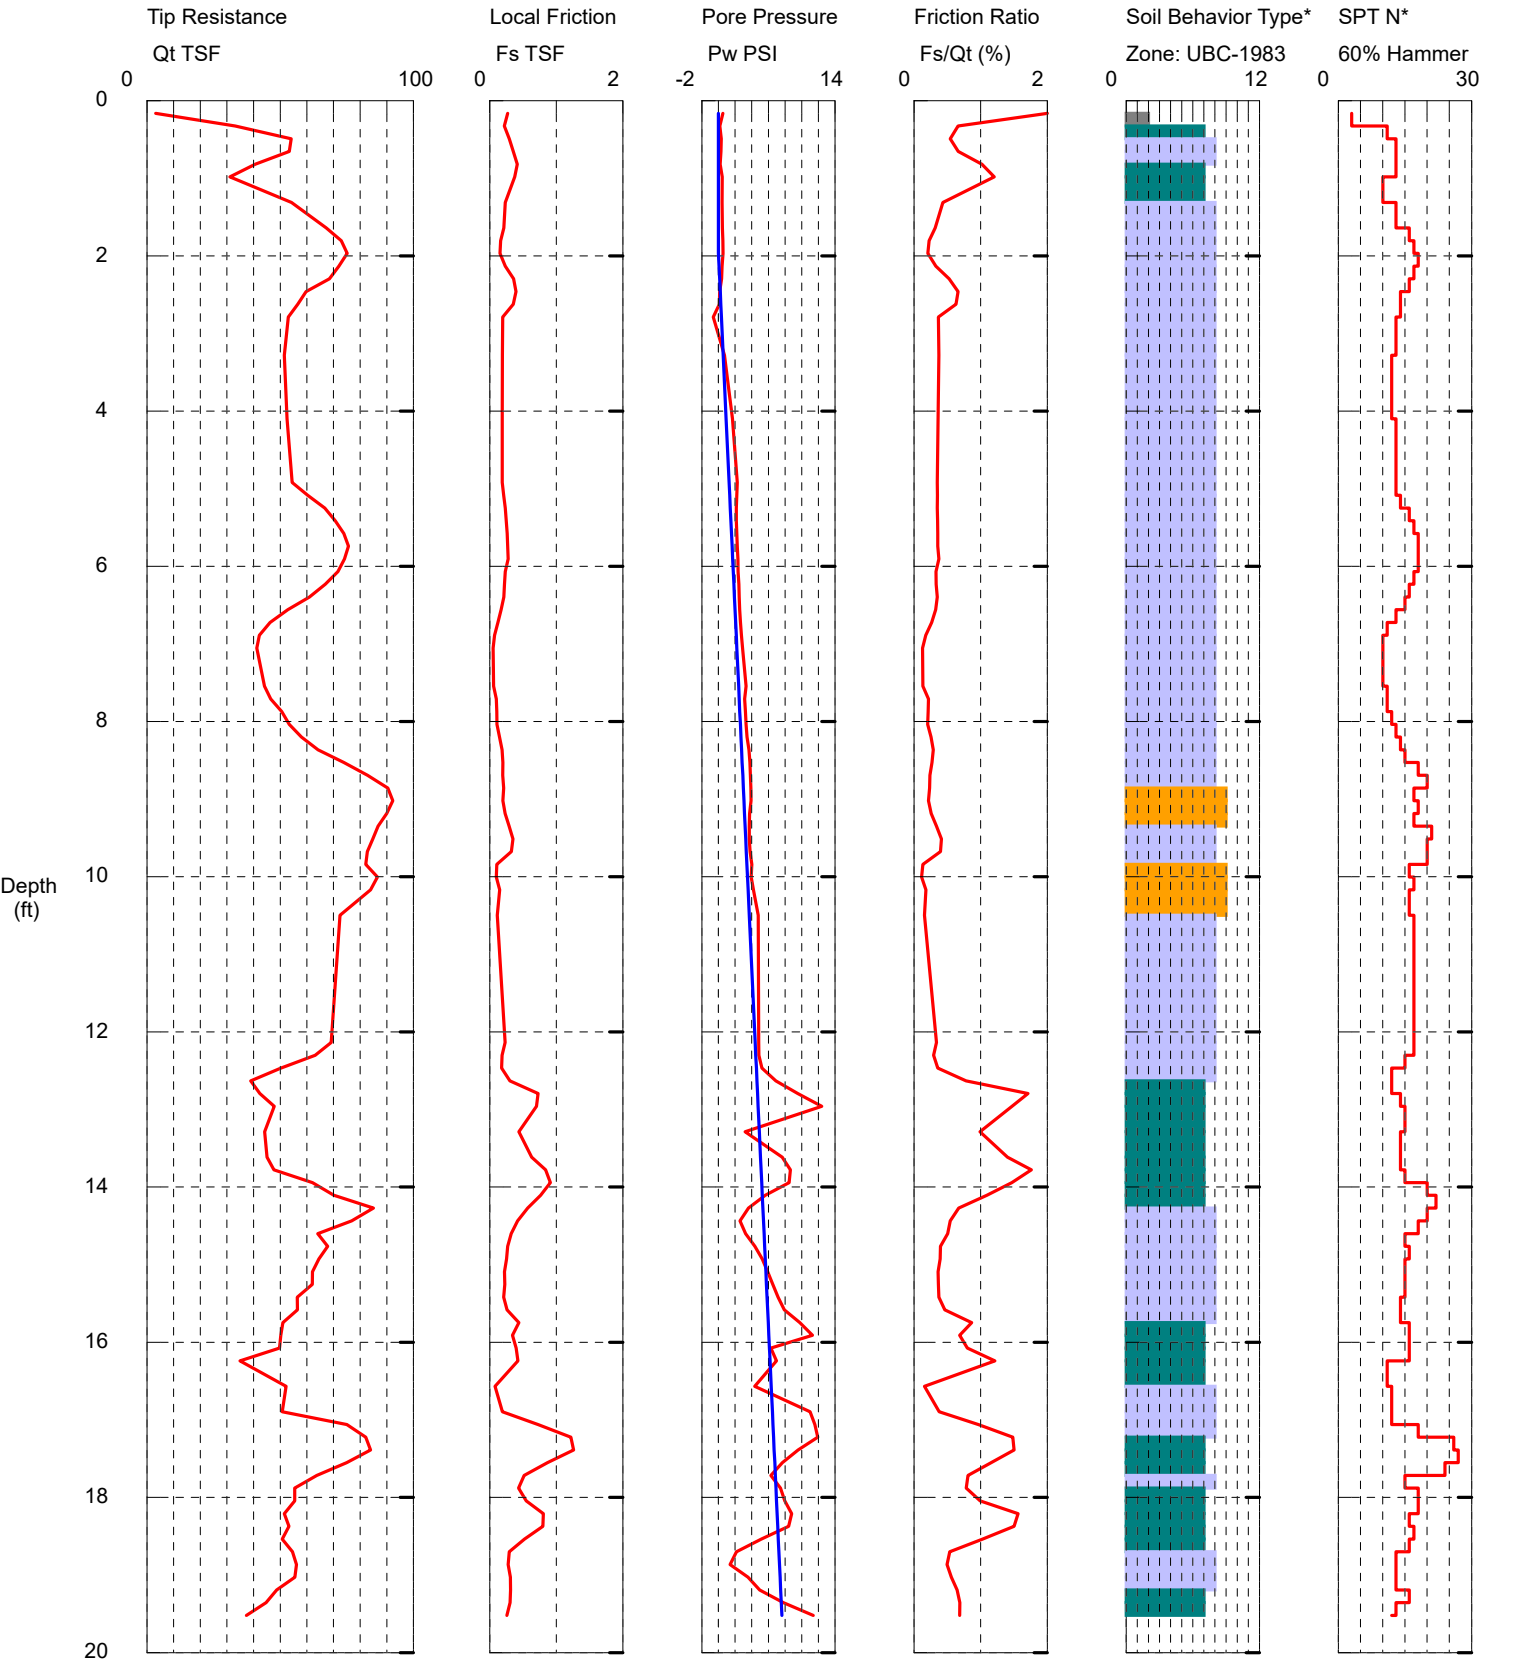 Tip Resistance Local Friction Pore Pressure Friction Ratio Soil Behavior Type* SPT N*
Qt TSF Fs TSF Pw PSI Fs/Qt (%) Zone: UBC-1983 60% Hammer
0 100 0 2 -2 14 0 2 0 12 0 30
0
2
4
6
8
10
Depth
(ft)
12
14
16
18
20